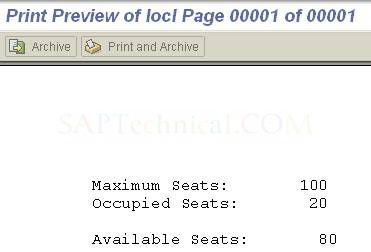 Print Preview of locl Page 00001 of 00001
Archive Print and Archive
SAPTechnical.COM
Maximum Seats: 100
Occupied Seats: 20
Available Seats: 80